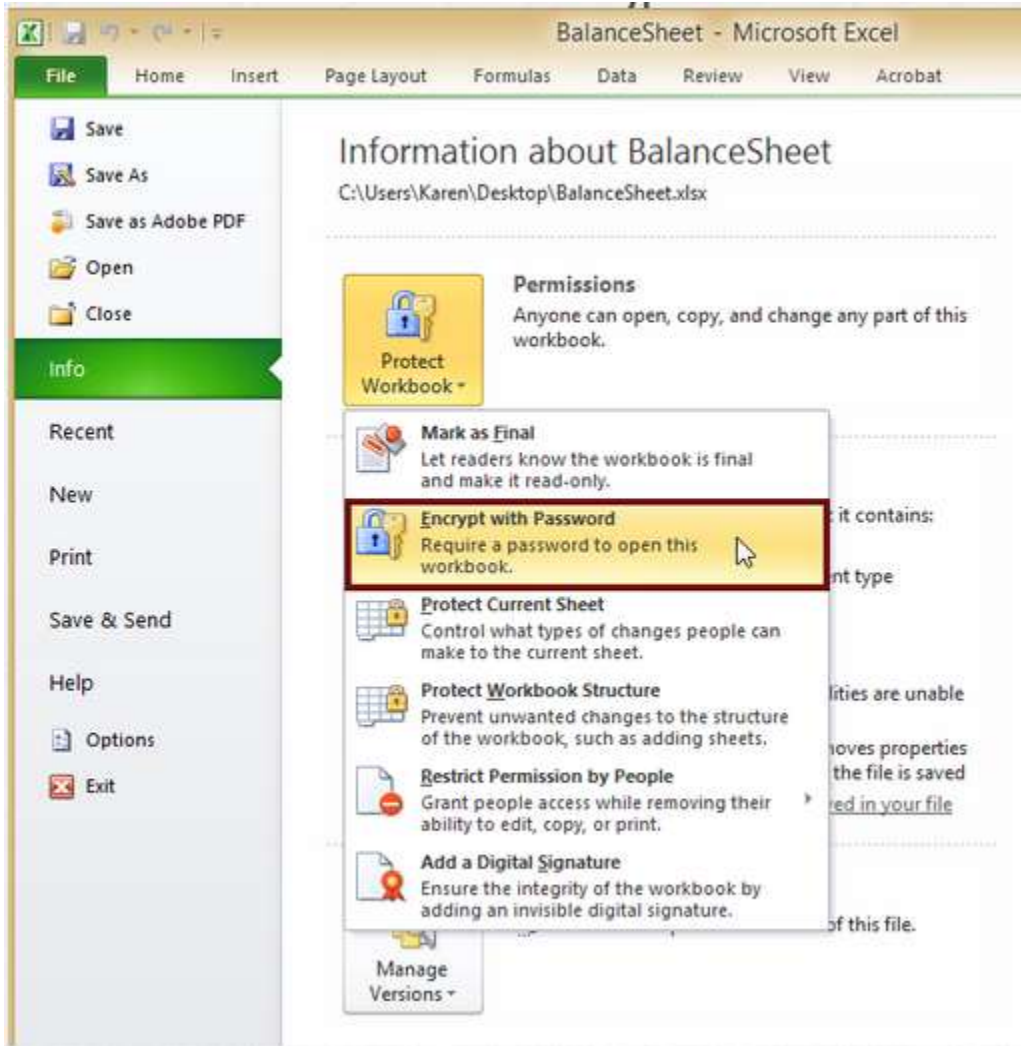 BalanceSheet - Microsoft Excel
File Home Insert Page Layout Formulas Data Review View Acrobat
Save
Save As
Save as Adobe PDF
Open
Close
Info
Recent
New
Print
Save & Send
Help
Options
Exit
Information about BalanceSheet
C:\Users\Karen\Desktop\BalanceSheet.xlsx
Protect
Workbook
Permissions
Anyone can open, copy, and change any part of this
workbook.
Mark as Final
Let readers know the workbook is final
and make it read-only.
Encrypt with Password
Require a password to open this
workbook.
Protect Current Sheet
Control what types of changes people can
make to the current sheet.
Protect Workbook Structure
Prevent unwanted changes to the structure
of the workbook, such as adding sheets.
Restrict Permission by People
Grant people access while removing their
ability to edit, copy, or print.
Add a Digital Signature
Ensure the integrity of the workbook by
adding an invisible digital signature.
it contains:
type
are unable
properties
the file is saved
in your file
of this file.
Manage
Versions